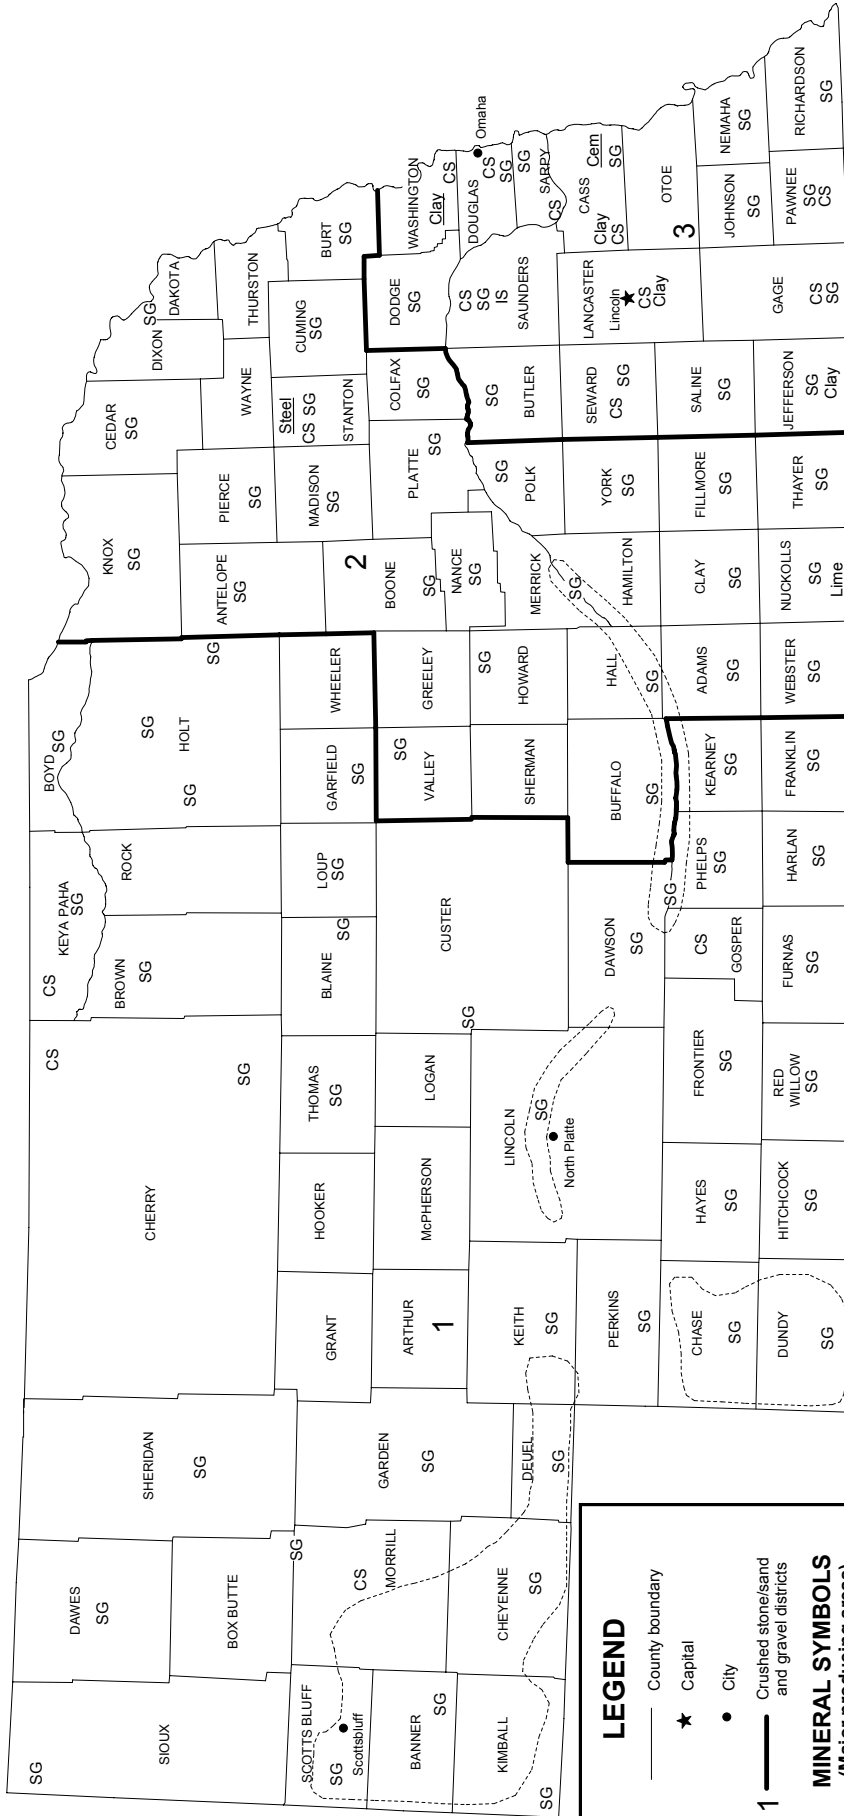 SIOUX
SG
DAWES
SG
BOX BUTTE
SHERIDAN
SG
SCOTTS BLUFF
SG
Scottsbluff
BANNER
SG
KIMBALL
SG
SG
CS
MORRILL
CHEYENNE
SG
GARDEN
SG
DEUEL
SG
CHERRY
CS
SG
GRANT
HOOKER
THOMAS
SG
ARTHUR
1
McPHERSON
LOGAN
KEITH
SG
LINCOLN
SG
North Platte
PERKINS
SG
CHASE
SG
DUNDY
SG
HAYES
SG
HITCHCOCK
SG
FRONTIER
SG
RED
WILLOW
SG
CS
KEYA PAHA
SG
BROWN
SG
ROCK
BLAINE
SG
LOUP
SG
CUSTER
SG
DAWSON
SG
SG
CS
GOSPER
FURNAS
SG
PHELPS
SG
HARLAN
SG
BOYD
SG
SG
HOLT
SG
SG
GARFIELD
SG
WHEELER
SG
VALLEY
GREELEY
SHERMAN
SG
HOWARD
BUFFALO
SG
HALL
SG
KEARNEY
SG
FRANKLIN
SG
ADAMS
SG
WEBSTER
SG
KNOX
SG
ANTELOPE
SG
2
BOONE
SG
NANCE
SG
MERRICK
SG
HAMILTON
CLAY
SG
NUCKOLLS
SG
Lime
CEDAR
SG
PIERCE
SG
MADISON
SG
PLATTE
SG
SG
POLK
YORK
SG
FILLMORE
SG
THAYER
SG
DIXON
SG
DAKOTA
WAYNE
THURSTON
Steel
CS SG
STANTON
CUMING
SG
BURT
SG
COLFAX
SG
DODGE
SG
WASHINGTON
Clay
CS
SG
BUTLER
CS
SG
IS
SAUNDERS
DOUGLAS
CS
SG
Omaha
SG
SARPY
CS
SEWARD
CS SG
LANCASTER
Lincoln
CS
Clay
CASS
Cem
Clay
CS
SG
OTOE
3
SALINE
SG
JEFFERSON
SG
Clay
GAGE
CS
SG
JOHNSON
SG
NEMAHA
SG
PAWNEE
SG
CS
RICHARDSON
SG
LEGEND
County boundary
Capital
City
1
Crushed stone/sand
and gravel districts
MINERAL SYMBOLS
(Major producing areas)